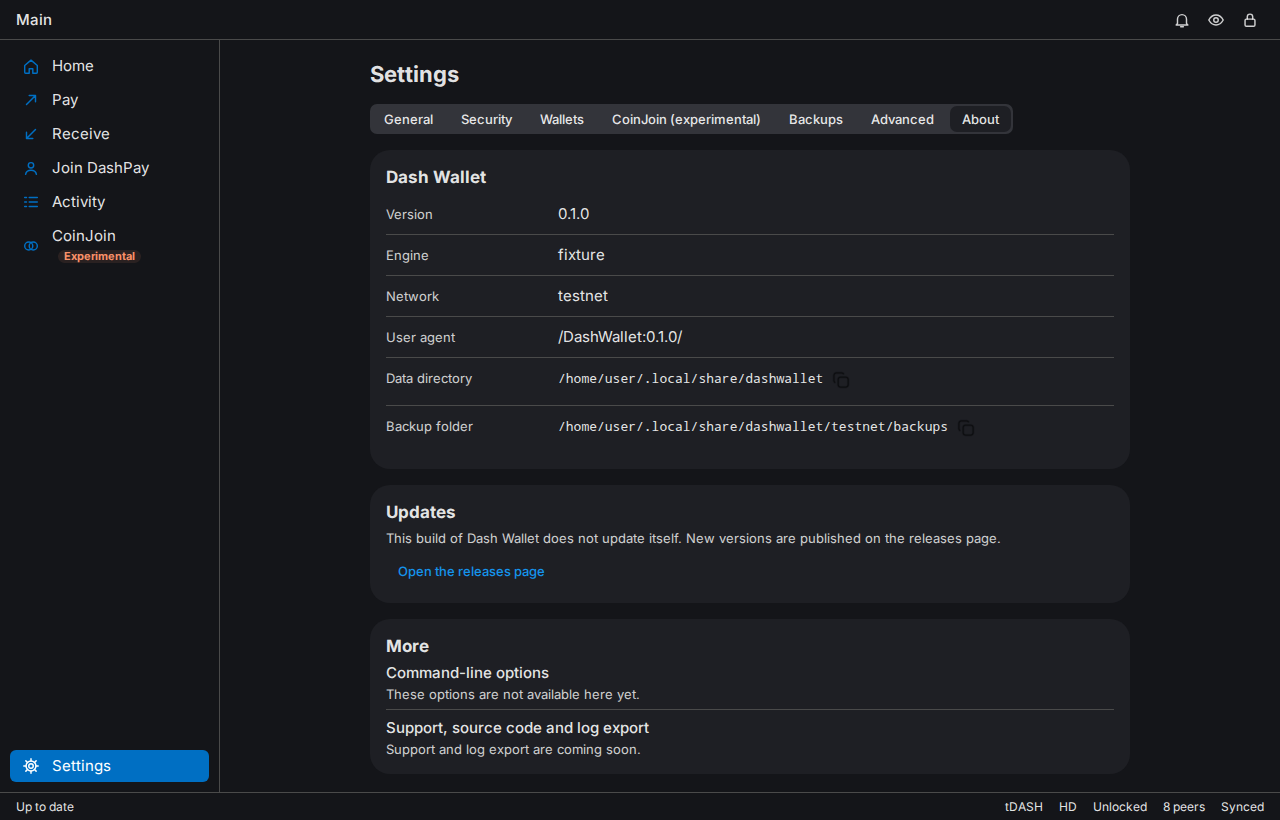 Main
Home
Pay
Receive
Join DashPay
Activity
CoinJoin
Experimental
Settings
Settings
General Security Wallets CoinJoin (experimental) Backups Advanced About
Dash Wallet
Version 0.1.0
Engine fixture
Network testnet
User agent /DashWallet:0.1.0/
Data directory /home/user/.local/share/dashwallet
Backup folder /home/user/.local/share/dashwallet/testnet/backups
Updates
This build of Dash Wallet does not update itself. New versions are published on the releases page.
Open the releases page
More
Command-line options
These options are not available here yet.
Support, source code and log export
Support and log export are coming soon.
Up to date tDASH HD Unlocked 8 peers Synced